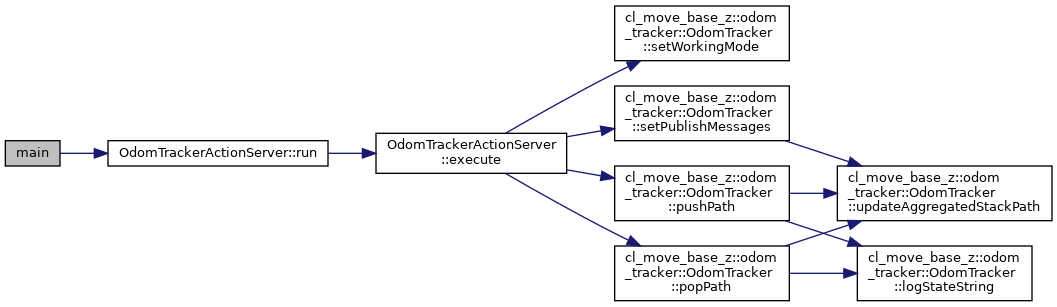 main
OdomTrackerActionServer::run
OdomTrackerActionServer
::execute
cl_move_base_z::odom
_tracker::OdomTracker
::setWorkingMode
cl_move_base_z::odom
_tracker::OdomTracker
::setPublishMessages
cl_move_base_z::odom
_tracker::OdomTracker
::pushPath
cl_move_base_z::odom
_tracker::OdomTracker
::popPath
cl_move_base_z::odom
_tracker::OdomTracker
::updateAggregatedStackPath
cl_move_base_z::odom
_tracker::OdomTracker
::logStateString